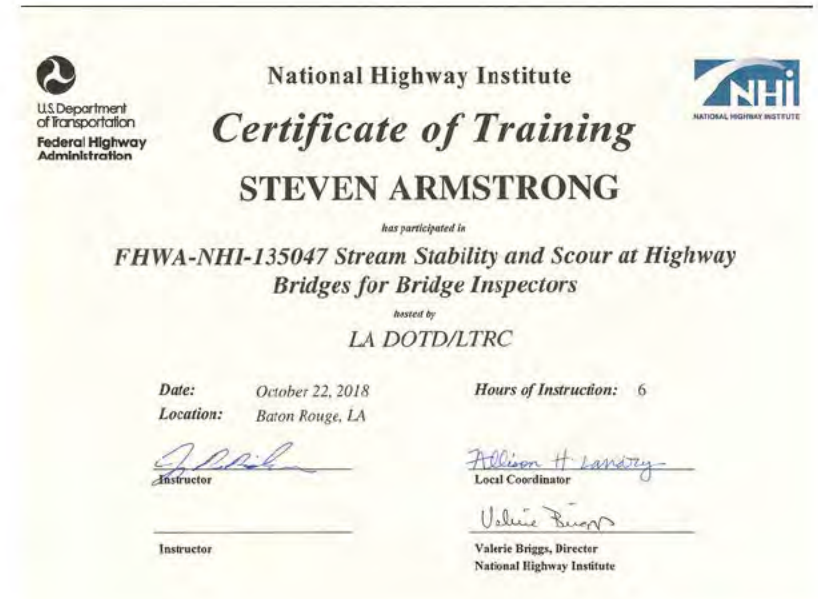 U.S. Department
of Transportation
Federal Highway
Administration
National Highway Institute
NHI
NATIONAL HIGHWAY INSTITUTE
Certificate of Training
STEVEN ARMSTRONG
has participated in
FHWA-NHI-135047 Stream Stability and Scour at Highway
Bridges for Bridge Inspectors
hosted by
LA DOTD/LTRC
Date: October 22, 2018
Hours of Instruction: 6
Location: Baton Rouge, LA
Instructor
Allison H Landry
Local Coordinator
Valerie Briggs
Instructor
Valerie Briggs, Director
National Highway Institute